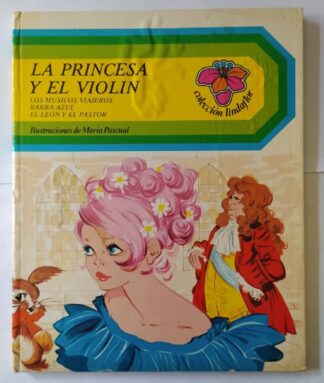 LA PRINCESA
Y EL VIOLIN
LOS MUSICOS VIAJEROS
BARBA AZUL
EL LEON Y EL PASTOR
Ilustraciones de María Pascual
colección lindaflor